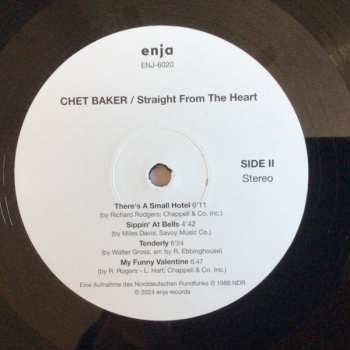 enja
ENJ-6020
CHET BAKER / Straight From The Heart
SIDE II
Stereo
There's A Small Hotel 6'11
(by Richard Rodgers; Chappell & Co. Inc.)
Sippin' At Bells 4'42
(by Miles Davis, Savoy Music Co.)
Tenderly 6'24
(by Walter Gross, arr. by R. Ebbinghouse)
My Funny Valentine 6:47
(by R. Rogers - L. Hart; Chappell & Co. Inc.)
Eine Aufnahme des Norddeutschen Rundfunks © 1988 NDR
© 2024 enja records